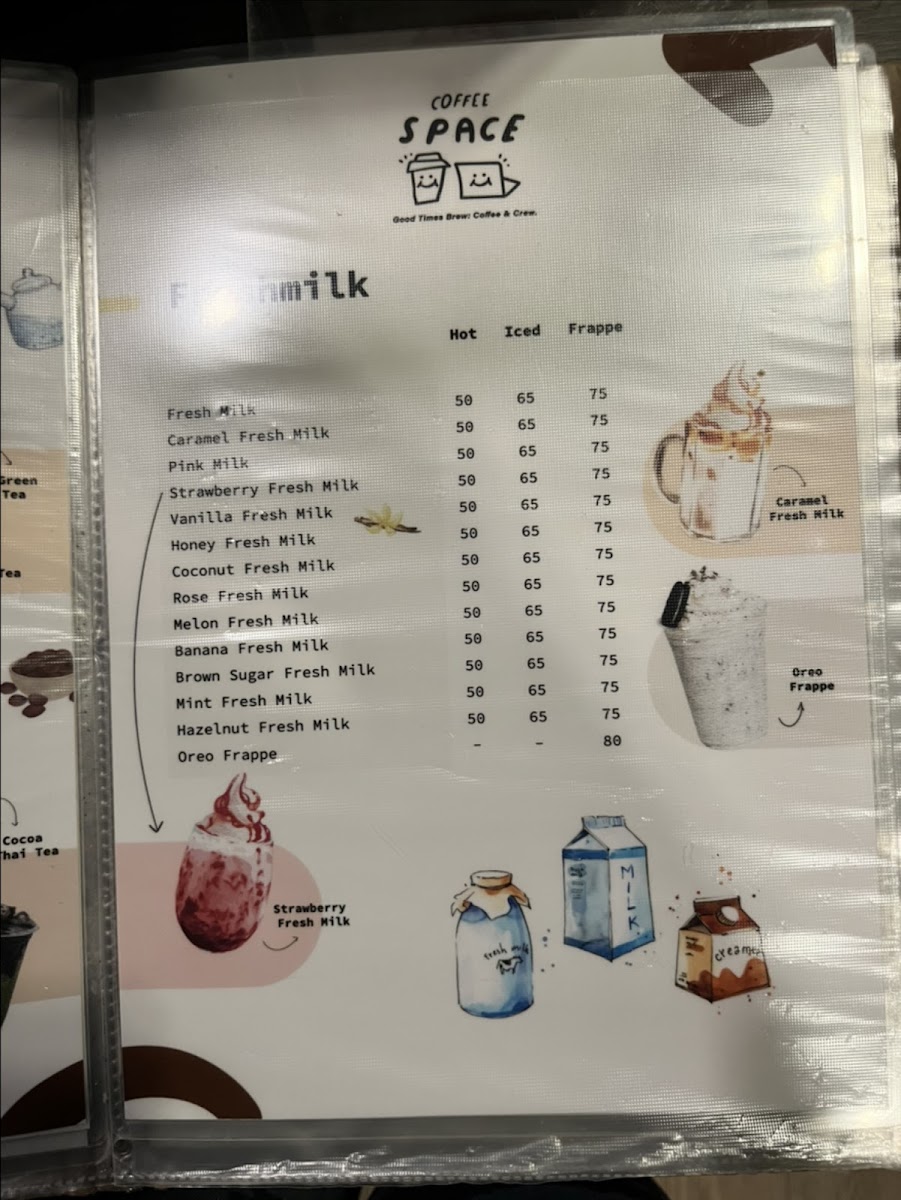 COFFEE
SPACE
Good Times Brew: Coffee & Crew.
Freshmilk
Hot Iced Frappe
Fresh Milk 50 65 75
Caramel Fresh Milk 50 65 75
Pink Milk 50 65 75
Strawberry Fresh Milk 50 65 75
Vanilla Fresh Milk 50 65 75
Honey Fresh Milk 50 65 75
Coconut Fresh Milk 50 65 75
Rose Fresh Milk 50 65 75
Melon Fresh Milk 50 65 75
Banana Fresh Milk 50 65 75
Brown Sugar Fresh Milk 50 65 75
Mint Fresh Milk 50 65 75
Hazelnut Fresh Milk 50 65 75
Oreo Frappe - - 80
Caramel
Fresh Milk
Oreo
Frappe
Strawberry
Fresh Milk
fresh milk
MILK
creamer
Green
Tea
Tea
Cocoa
Thai Tea